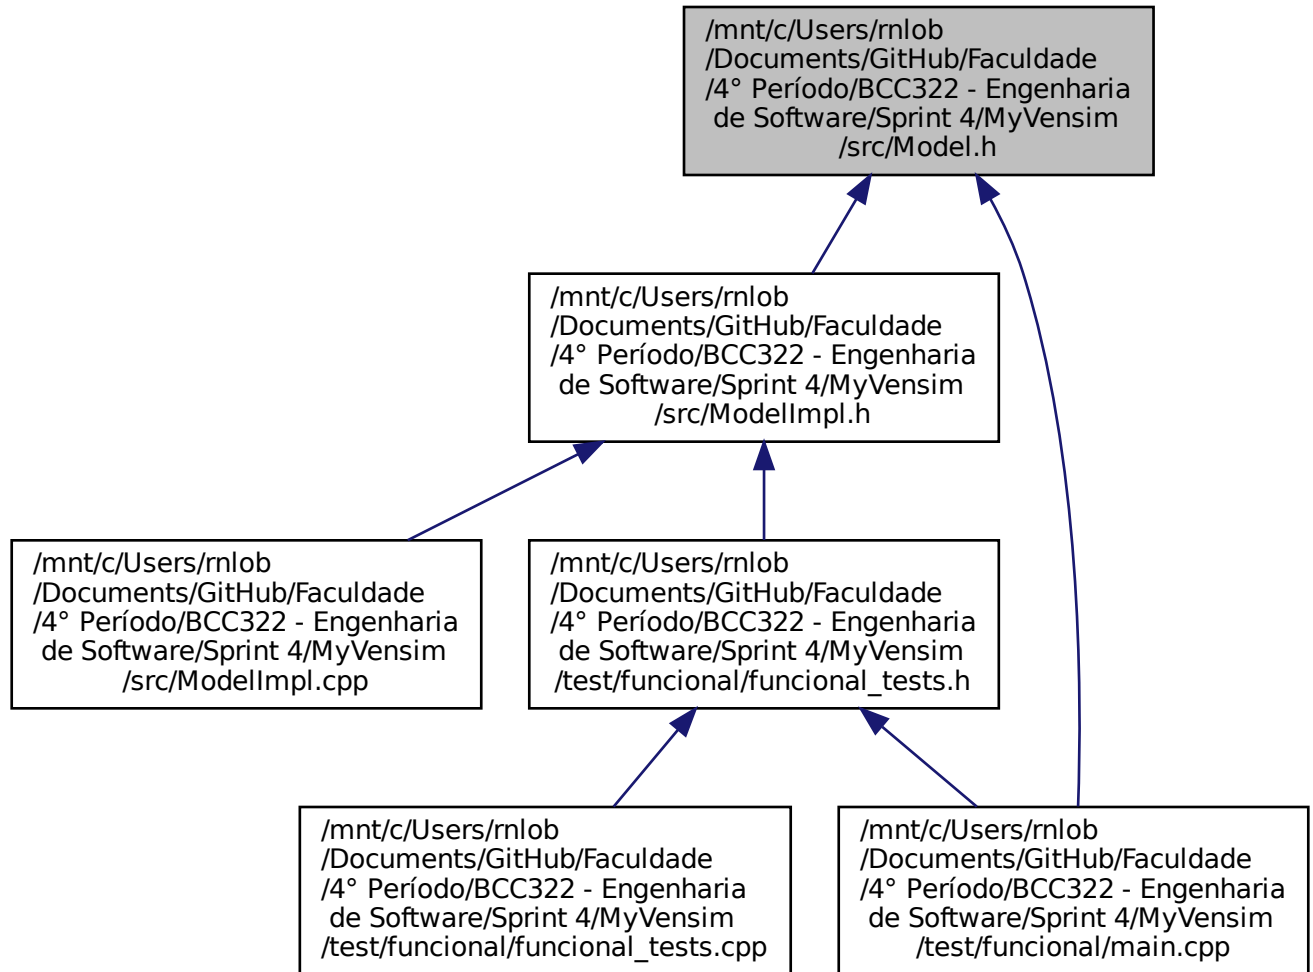 /mnt/c/Users/rnlob
/Documents/GitHub/Faculdade
/4° Período/BCC322 - Engenharia
de Software/Sprint 4/MyVensim
/src/Model.h
/mnt/c/Users/rnlob
/Documents/GitHub/Faculdade
/4° Período/BCC322 - Engenharia
de Software/Sprint 4/MyVensim
/src/ModelImpl.h
/mnt/c/Users/rnlob
/Documents/GitHub/Faculdade
/4° Período/BCC322 - Engenharia
de Software/Sprint 4/MyVensim
/src/ModelImpl.cpp
/mnt/c/Users/rnlob
/Documents/GitHub/Faculdade
/4° Período/BCC322 - Engenharia
de Software/Sprint 4/MyVensim
/test/funcional/funcional_tests.h
/mnt/c/Users/rnlob
/Documents/GitHub/Faculdade
/4° Período/BCC322 - Engenharia
de Software/Sprint 4/MyVensim
/test/funcional/funcional_tests.cpp
/mnt/c/Users/rnlob
/Documents/GitHub/Faculdade
/4° Período/BCC322 - Engenharia
de Software/Sprint 4/MyVensim
/test/funcional/main.cpp